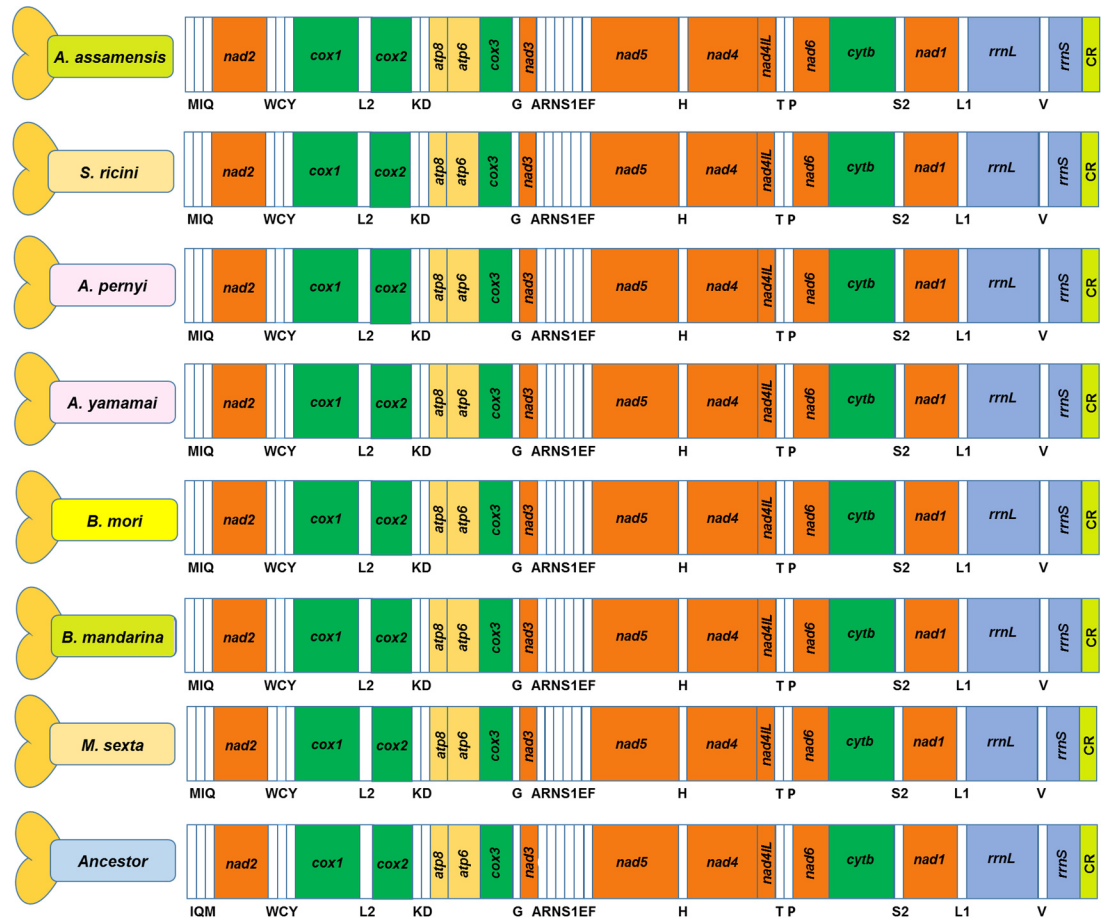 A. assamensis nad2 cox1 cox2 atp8 atp6 cox3 nad3 nad5 nad4 nad4lL nad6 cytb nad1 rrnL rrnS CR
MIQ WCY L2 KD G ARNS1EF H T P S2 L1 V
S. ricini nad2 cox1 cox2 atp8 atp6 cox3 nad3 nad5 nad4 nad4lL nad6 cytb nad1 rrnL rrnS CR
MIQ WCY L2 KD G ARNS1EF H T P S2 L1 V
A. pernyi nad2 cox1 cox2 atp8 atp6 cox3 nad3 nad5 nad4 nad4lL nad6 cytb nad1 rrnL rrnS CR
MIQ WCY L2 KD G ARNS1EF H T P S2 L1 V
A. yamamai nad2 cox1 cox2 atp8 atp6 cox3 nad3 nad5 nad4 nad4lL nad6 cytb nad1 rrnL rrnS CR
MIQ WCY L2 KD G ARNS1EF H T P S2 L1 V
B. mori nad2 cox1 cox2 atp8 atp6 cox3 nad3 nad5 nad4 nad4lL nad6 cytb nad1 rrnL rrnS CR
MIQ WCY L2 KD G ARNS1EF H T P S2 L1 V
B. mandarina nad2 cox1 cox2 atp8 atp6 cox3 nad3 nad5 nad4 nad4lL nad6 cytb nad1 rrnL rrnS CR
MIQ WCY L2 KD G ARNS1EF H T P S2 L1 V
M. sexta nad2 cox1 cox2 atp8 atp6 cox3 nad3 nad5 nad4 nad4lL nad6 cytb nad1 rrnL rrnS CR
MIQ WCY L2 KD G ARNS1EF H T P S2 L1 V
Ancestor nad2 cox1 cox2 atp8 atp6 cox3 nad3 nad5 nad4 nad4lL nad6 cytb nad1 rrnL rrnS CR
IQM WCY L2 KD G ARNS1EF H T P S2 L1 V